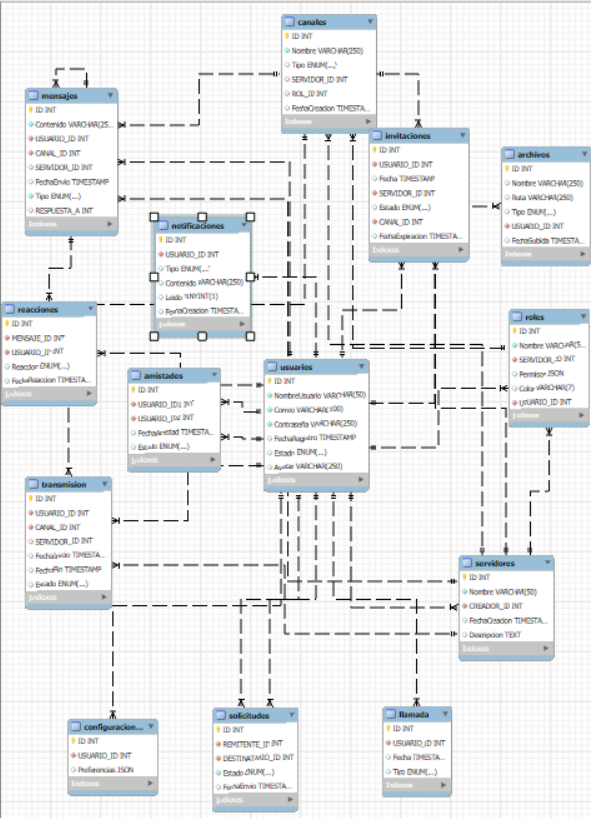 canales
ID INT
Nombre VARCHAR(250)
Tipo ENUM(...)
SERVIDOR_ID INT
ROL_ID INT
FechaCreacion TIMESTA...
Indexes
mensajes
ID INT
Contenido VARCHAR(25...
USUARIO_ID INT
CANAL_ID INT
SERVIDOR_ID INT
FechaEnvio TIMESTAMP
Tipo ENUM(...)
RESPUESTA_A INT
Indexes
invitaciones
ID INT
USUARIO_ID INT
Fecha TIMESTAMP
SERVIDOR_ID INT
Estado ENUM(...)
CANAL_ID INT
FechaExpiracion TIMESTA...
Indexes
archivos
ID INT
Nombre VARCHAR(250)
Ruta VARCHAR(250)
Tipo ENUM(...)
USUARIO_ID INT
FechaSubida TIMESTA...
Indexes
notificaciones
ID INT
USUARIO_ID INT
Tipo ENUM(...)
Contenido VARCHAR(250)
Leido TINYINT(1)
FechaCreacion TIMESTA...
Indexes
reacciones
ID INT
MENSAJE_ID INT
USUARIO_ID INT
Reaccion ENUM(...)
FechaReaccion TIMESTA...
Indexes
roles
ID INT
Nombre VARCHAR(5...
SERVIDOR_ID INT
Permisos JSON
Color VARCHAR(7)
USUARIO_ID INT
Indexes
amistades
ID INT
USUARIO_ID1 INT
USUARIO_ID2 INT
FechaAmistad TIMESTA...
Estado ENUM(...)
Indexes
usuarios
ID INT
NombreUsuario VARCHAR(50)
Correo VARCHAR(100)
Contraseña VARCHAR(250)
FechaRegistro TIMESTAMP
Estado ENUM(...)
Avatar VARCHAR(250)
Indexes
transmision
ID INT
USUARIO_ID INT
CANAL_ID INT
SERVIDOR_ID INT
FechaInicio TIMESTA...
FechaFin TIMESTAMP
Estado ENUM(...)
Indexes
servidores
ID INT
Nombre VARCHAR(50)
CREADOR_ID INT
FechaCreacion TIMESTA...
Descripcion TEXT
Indexes
configuracion...
ID INT
USUARIO_ID INT
Preferencias JSON
Indexes
solicitudes
ID INT
REMITENTE_ID INT
DESTINATARIO_ID INT
Estado ENUM(...)
FechaEnvio TIMESTA...
Indexes
llamada
ID INT
USUARIO_ID INT
Fecha TIMESTA...
Tipo ENUM(...)
Indexes